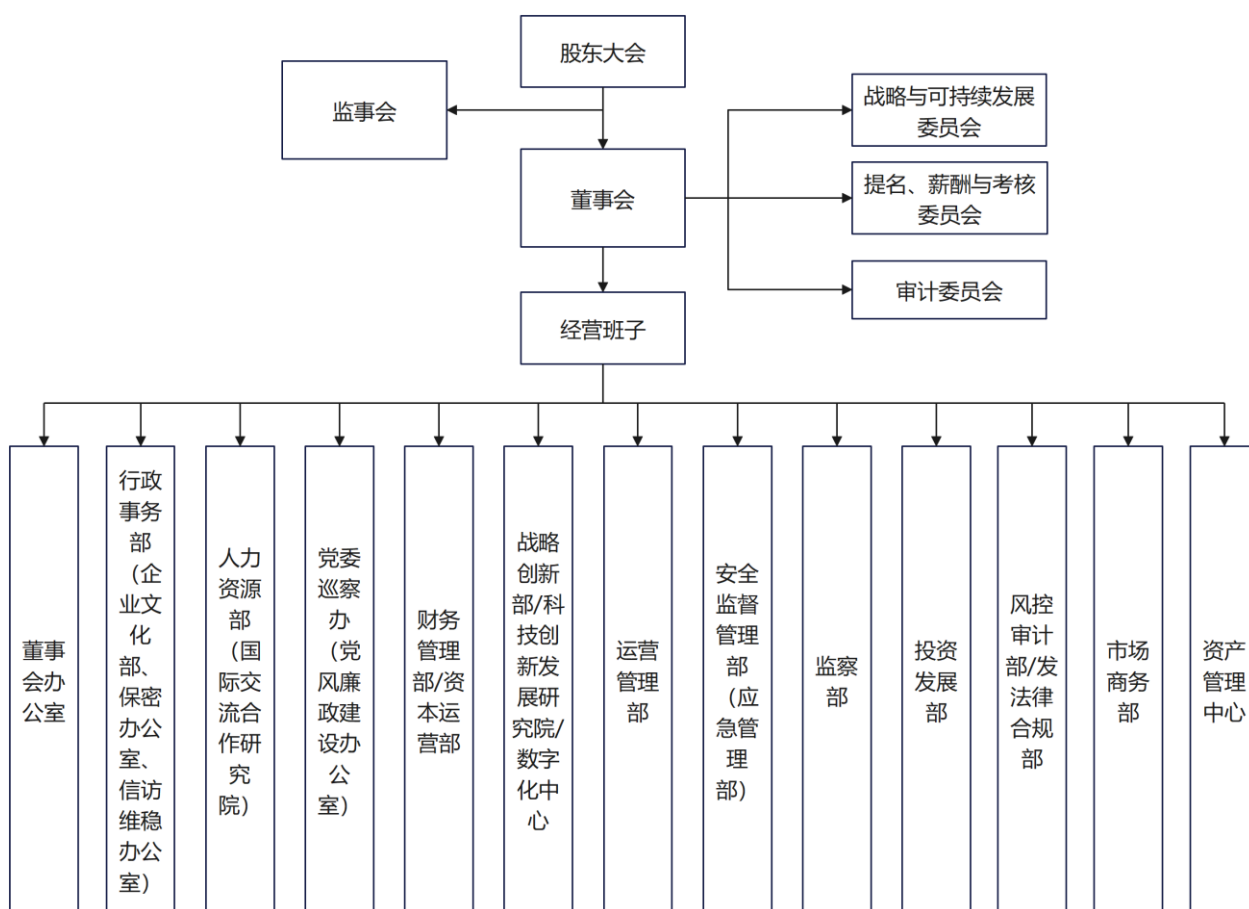 股东大会
监事会
战略与可持续发展
委员会
董事会
提名、薪酬与考核
委员会
审计委员会
经营班子
董事
会办
公室
行政
事务
部
（企
业文
化
部、
保密
办公
室、
信访
维稳
办公
室）
人力
资源
部
（国
际交
流合
作研
究
院）
党委
巡察
办
（党
风廉
政建
设办
公
室）
财务
管理
部/资
本运
营部
战略
创新
部/科
技创
新发
展研
究院/
数字
化中
心
运营
管理
部
安全
监督
管理
部
（应
急管
理
部）
监察
部
投资
发展
部
风控
审计
部/发
法律
合规
部
市场
商务
部
资产
管理
中心